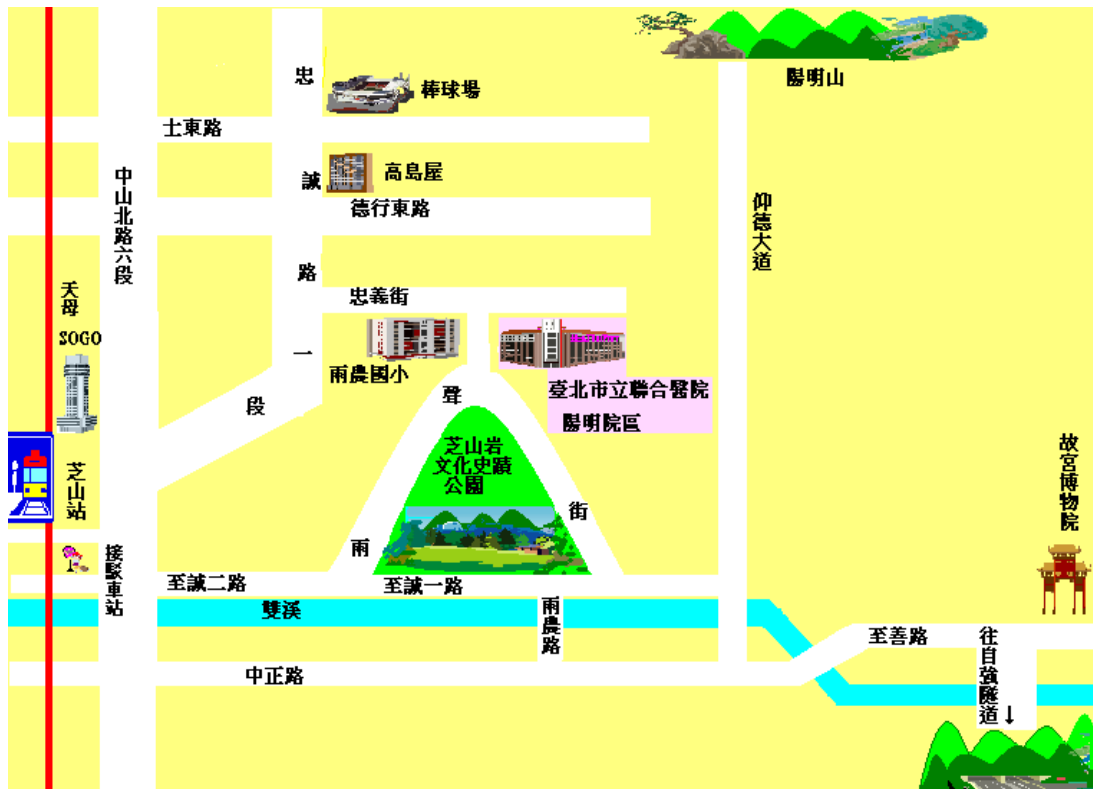 陽明山
忠
誠
路
一
段
棒球場
士東路
高島屋
中山北路六段
德行東路
仰德大道
忠義街
天母
SOGO
雨農國小
臺北市立聯合醫院
陽明院區
雨
聲
街
芝山岩
文化史蹟
公園
芝山站
故宮博物院
接駁車站
至誠二路
至誠一路
雙溪
雨農路
至善路
往自強隧道↓
中正路